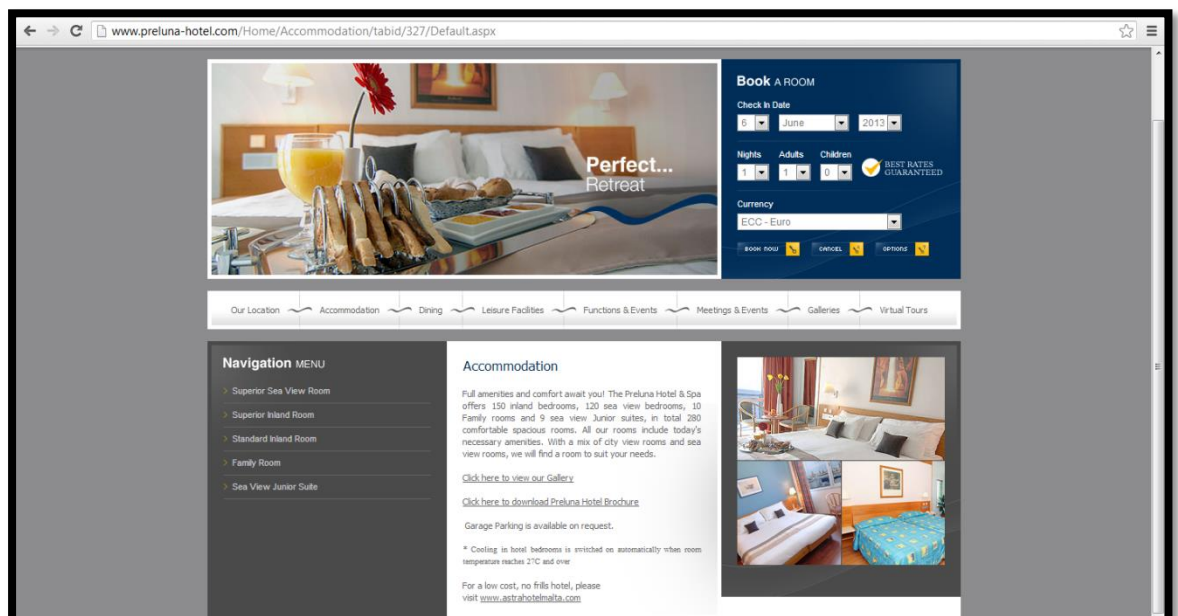 www.preluna-hotel.com/Home/Accommodation/tabid/327/Default.aspx
Perfect...
Retreat
Book A ROOM
Check In Date
6 June 2013
Nights Adults Children
1 1 0
BEST RATES
GUARANTEED
Currency
ECC - Euro
BOOK NOW CANCEL OPTIONS
Our Location Accommodation Dining Leisure Facilities Functions & Events Meetings & Events Galleries Virtual Tours
Navigation MENU
> Superior Sea View Room
> Superior Inland Room
> Standard Inland Room
> Family Room
> Sea View Junior Suite
Accommodation
Full amenities and comfort await you! The Preluna Hotel & Spa
offers 150 inland bedrooms, 120 sea view bedrooms, 10
Family rooms and 9 sea view Junior suites, in total 280
comfortable spacious rooms. All our rooms include today's
necessary amenities. With a mix of city view rooms and sea
view rooms, we will find a room to suit your needs.
Click here to view our Gallery
Click here to download Preluna Hotel Brochure
Garage Parking is available on request.
* Cooling in hotel bedrooms is switched on automatically when room
temperature reaches 27C and over
For a low cost, no frills hotel, please
visit www.astrahotelmalta.com